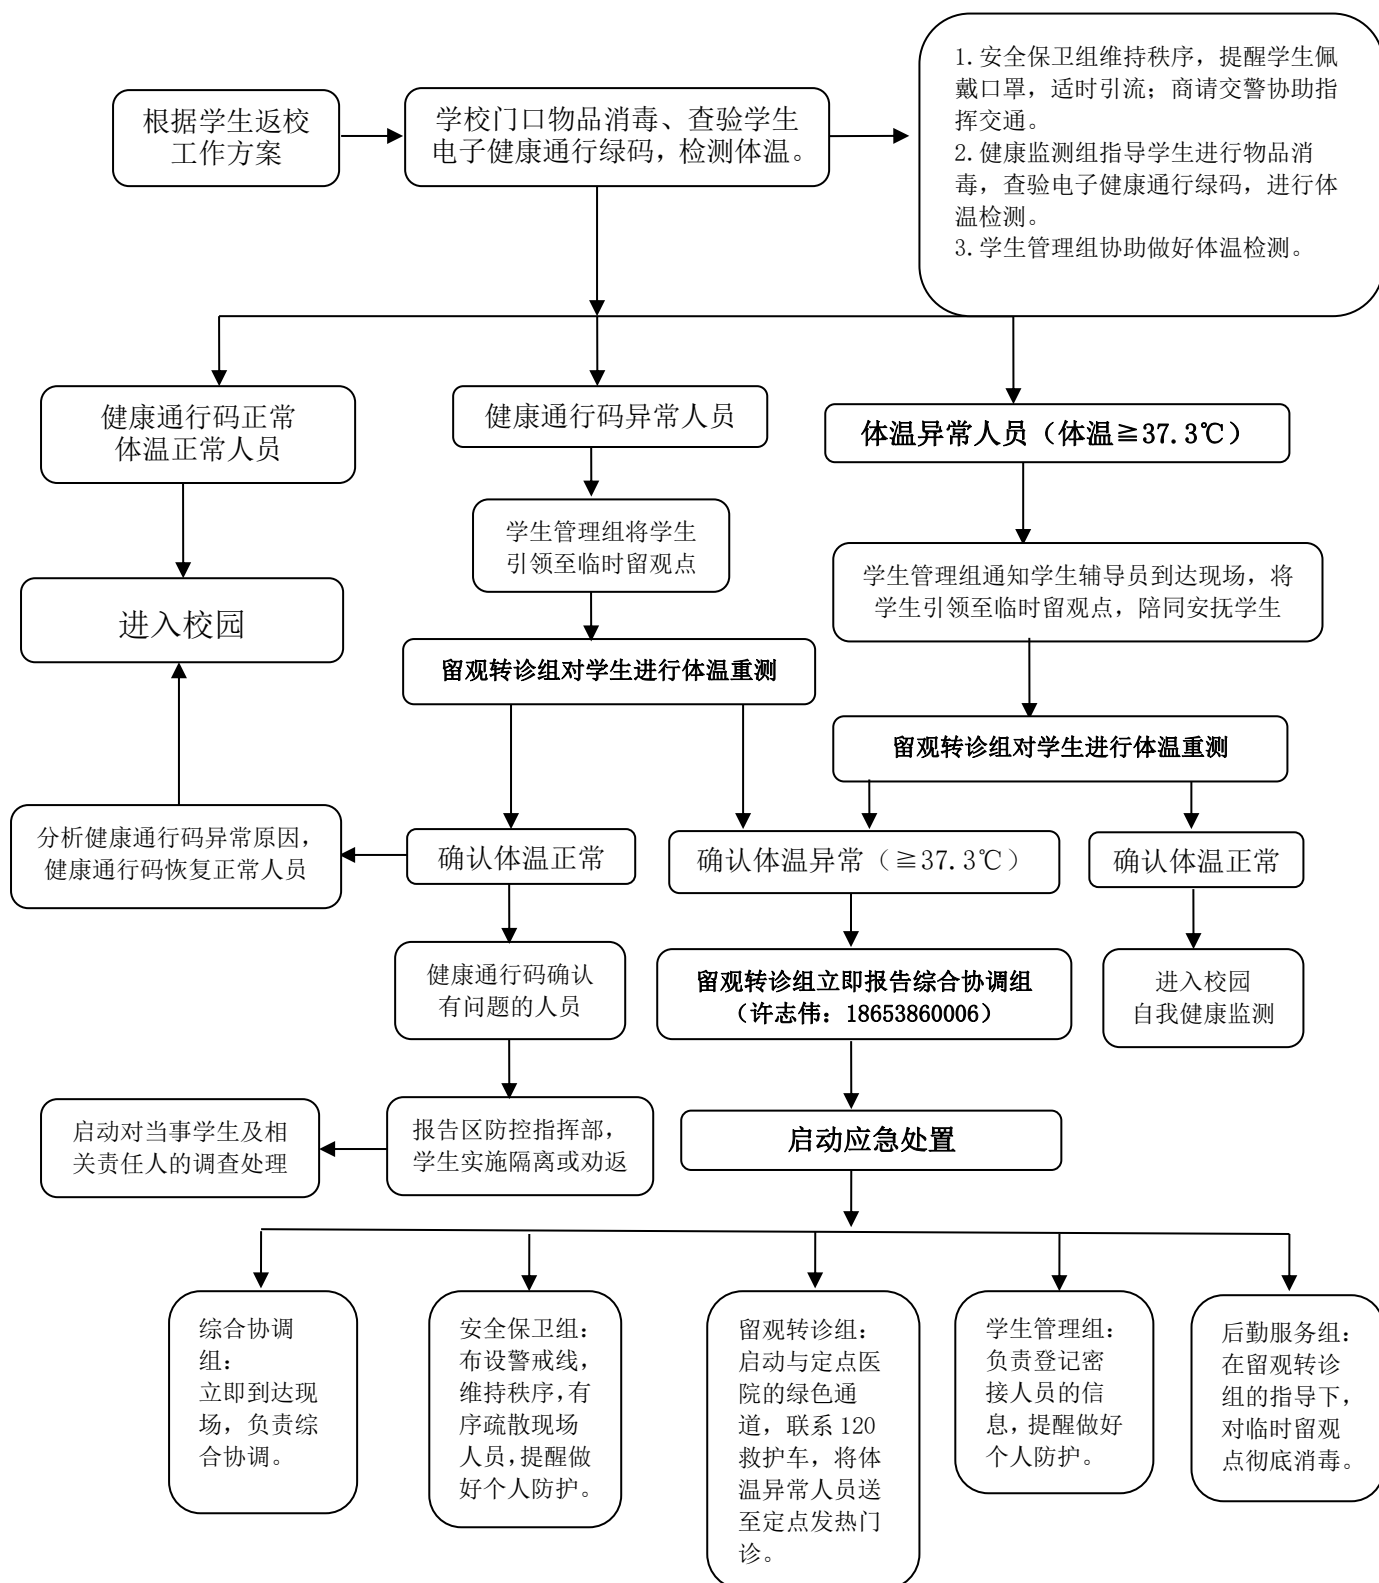 根据学生返校
工作方案
学校门口物品消毒、查验学生
电子健康通行绿码，检测体温。
1.安全保卫组维持秩序，提醒学生佩
戴口罩，适时引流；商请交警协助指
挥交通。
2.健康监测组指导学生进行物品消
毒，查验电子健康通行绿码，进行体
温检测。
3.学生管理组协助做好体温检测。
健康通行码正常
体温正常人员
健康通行码异常人员
体温异常人员（体温≧37.3℃）
学生管理组将学生
引领至临时留观点
学生管理组通知学生辅导员到达现场，将
学生引领至临时留观点，陪同安抚学生
进入校园
留观转诊组对学生进行体温重测
留观转诊组对学生进行体温重测
分析健康通行码异常原因，
健康通行码恢复正常人员
确认体温正常
确认体温异常（≧37.3℃）
确认体温正常
健康通行码确认
有问题的人员
留观转诊组立即报告综合协调组
（许志伟：18653860006）
进入校园
自我健康监测
启动对当事学生及相
关责任人的调查处理
报告区防控指挥部，
学生实施隔离或劝返
启动应急处置
综合协调
组：
立即到达现
场，负责综
合协调。
安全保卫组：
布设警戒线，
维持秩序，有
序疏散现场
人员，提醒做
好个人防护。
留观转诊组：
启动与定点医
院的绿色通
道，联系 120
救护车，将体
温异常人员送
至定点发热门
诊。
学生管理组：
负责登记密
接人员的信
息，提醒做好
个人防护。
后勤服务组：
在留观转诊
组的指导下，
对临时留观
点彻底消毒。